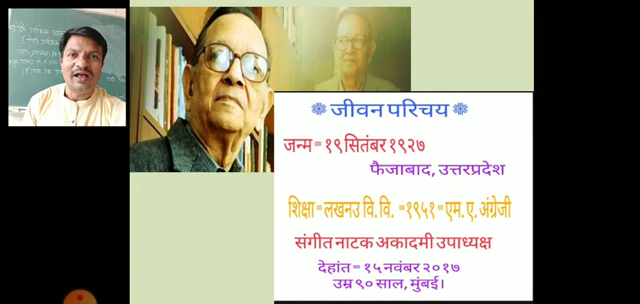 ❉ जीवन परिचय ❉
जन्म = १९ सितंबर १९२७
फैजाबाद, उत्तरप्रदेश
शिक्षा = लखनउ वि. वि. =१९५१= एम. ए. अंग्रेजी
संगीत नाटक अकादमी उपाध्यक्ष
देहांत= १५ नवंबर २०१७
उम्र ९० साल, मुंबई।